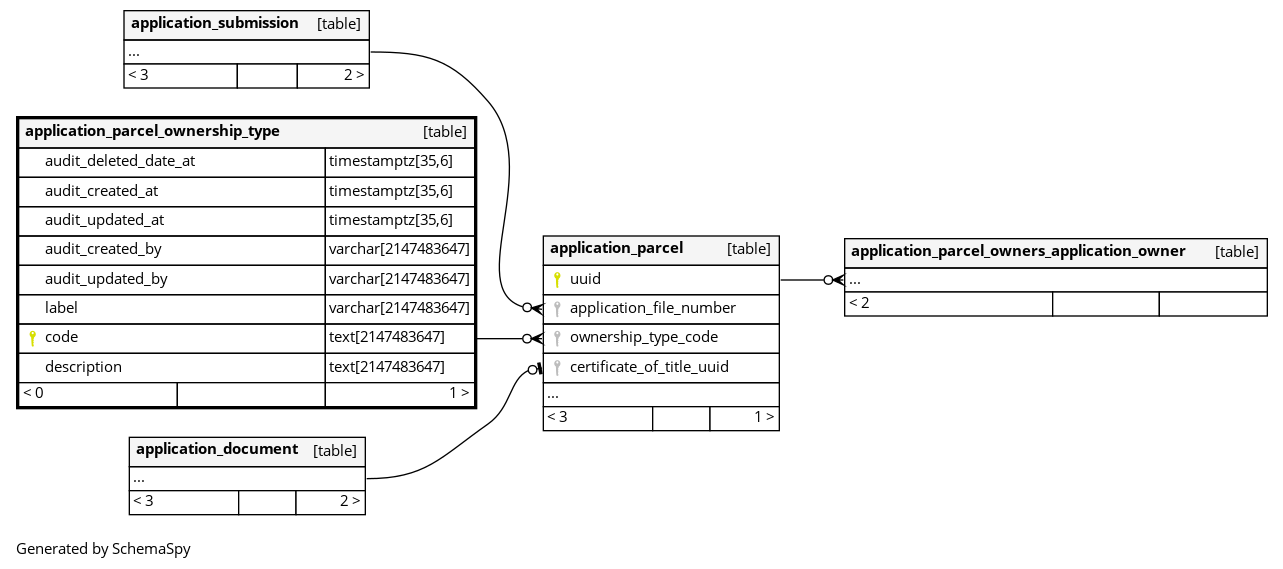 application_submission [table]
...
< 3 2 >
application_parcel_ownership_type [table]
audit_deleted_date_at timestamptz[35,6]
audit_created_at timestamptz[35,6]
audit_updated_at timestamptz[35,6]
audit_created_by varchar[2147483647]
audit_updated_by varchar[2147483647]
label varchar[2147483647]
code text[2147483647]
description text[2147483647]
< 0 1 >
application_document [table]
...
< 3 2 >
application_parcel [table]
uuid
application_file_number
ownership_type_code
certificate_of_title_uuid
...
< 3 1 >
application_parcel_owners_application_owner [table]
...
< 2
Generated by SchemaSpy